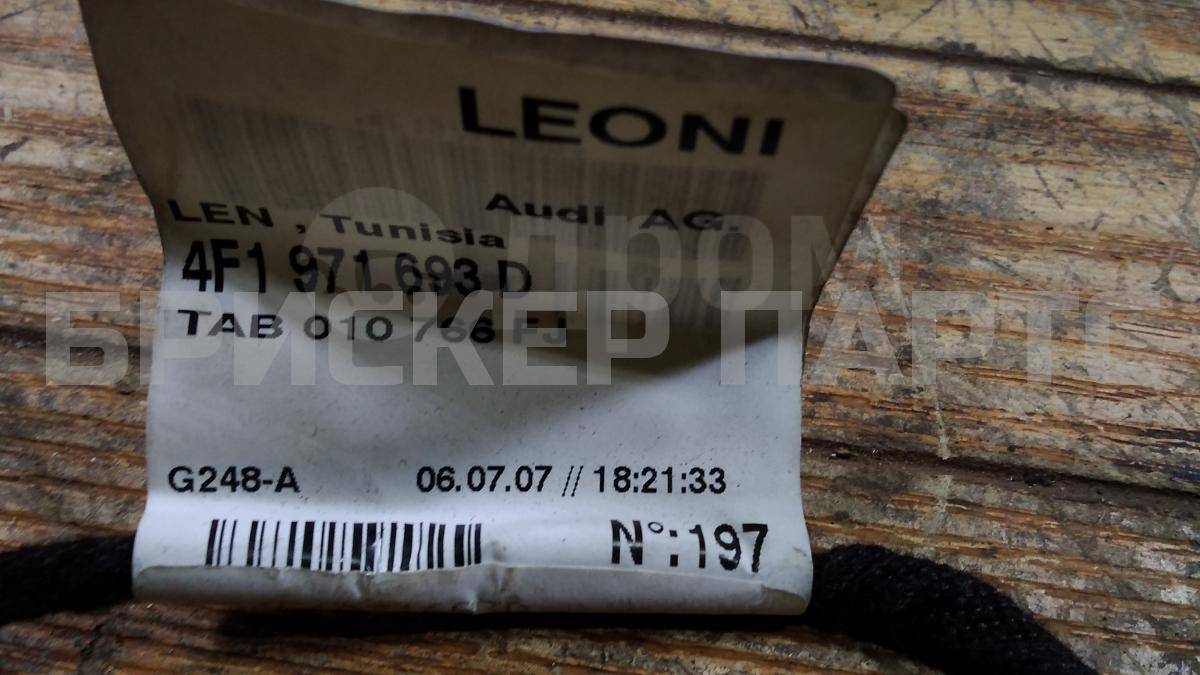 LEONI
Audi AG.
LEN , Tunisia
4F1 971 693 D
TAB 010 766 FJ
G248-A 06.07.07 // 18:21:33
N°:197
ПРОМ
БРИСКЕР ПАРТС